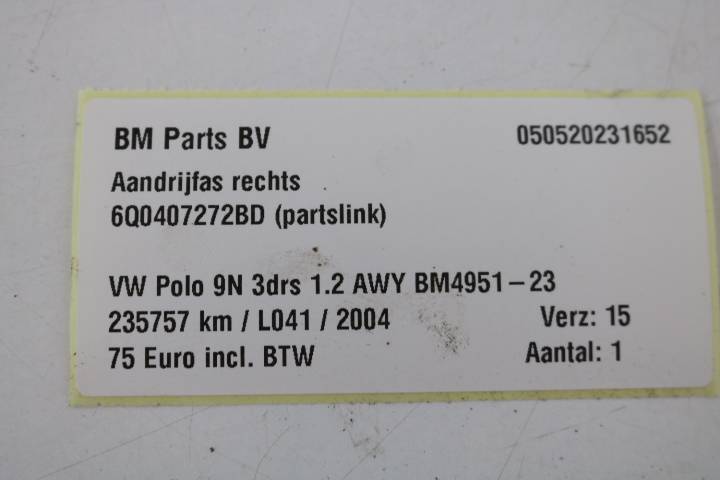 BM Parts BV 050520231652
Aandrijfas rechts
6Q0407272BD (partslink)
VW Polo 9N 3drs 1.2 AWY BM4951-23
235757 km / L041 / 2004 Verz: 15
75 Euro incl. BTW Aantal: 1